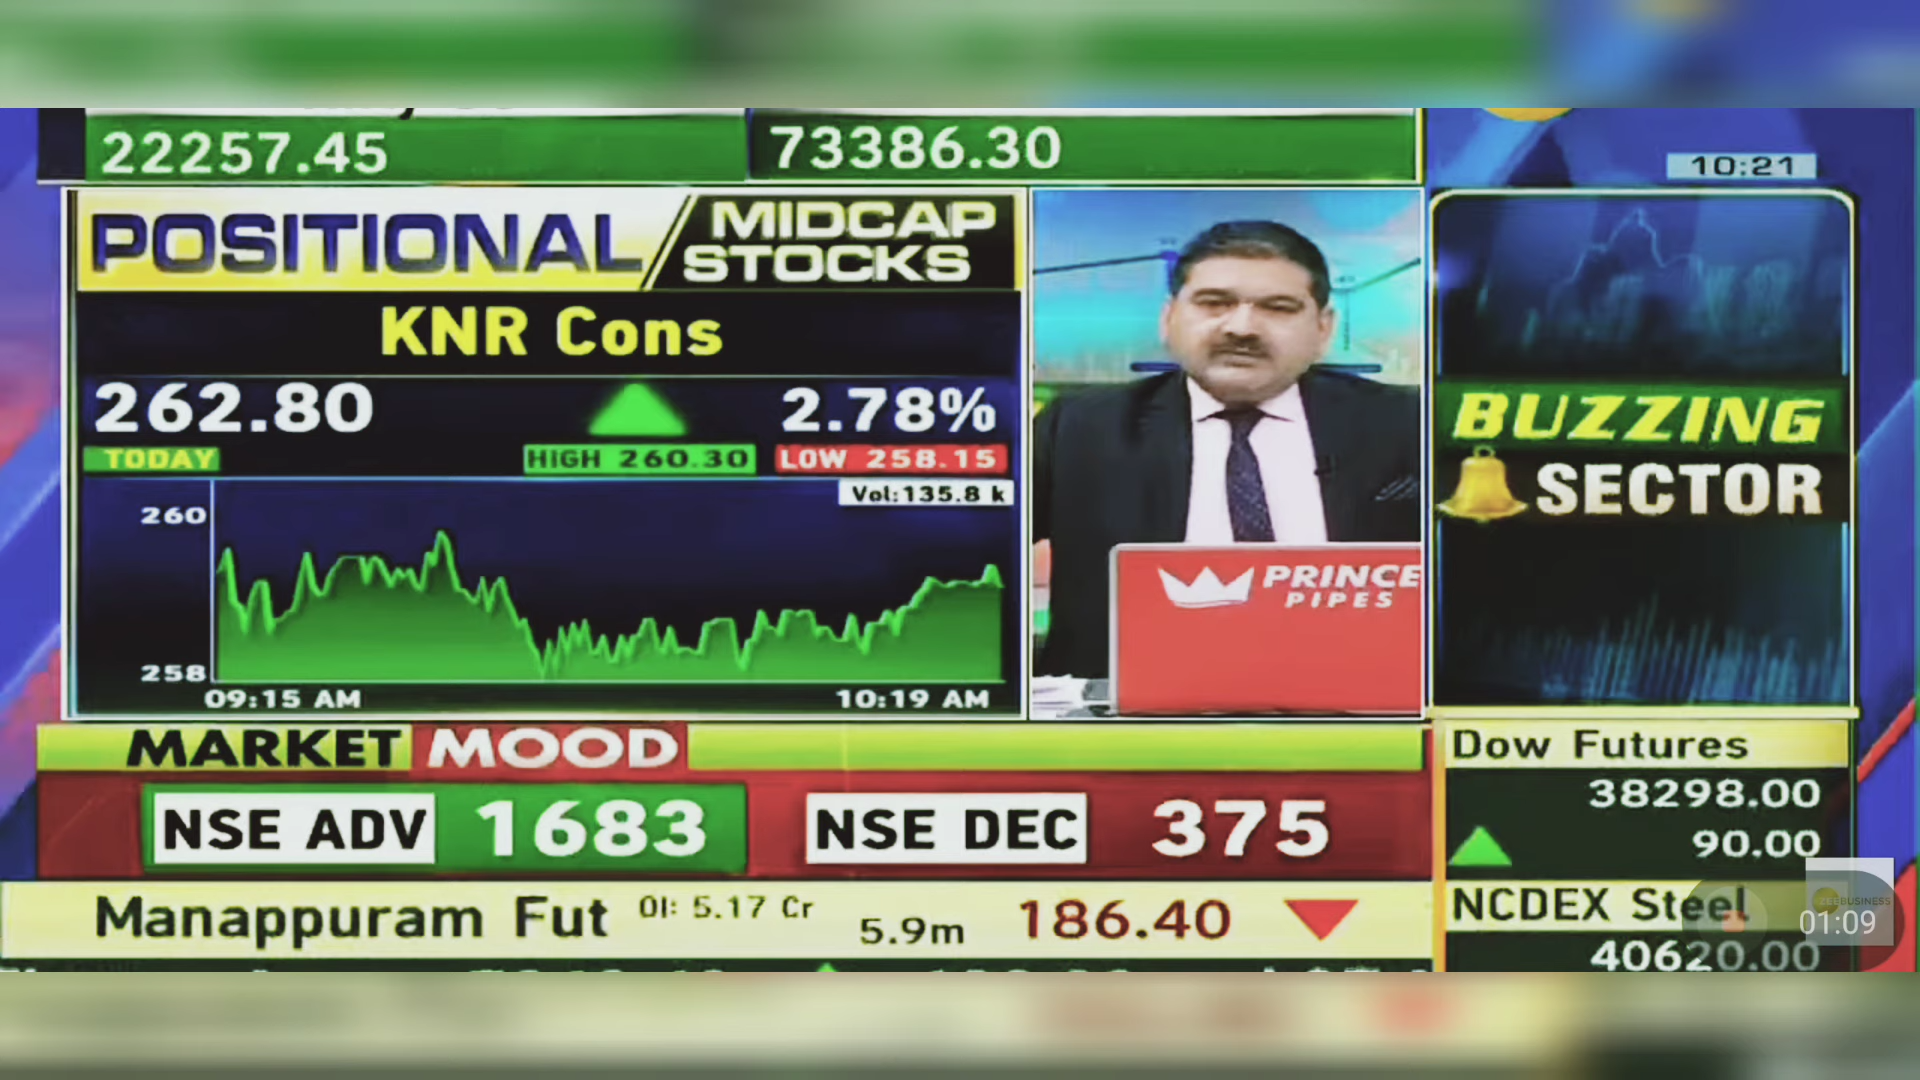 22257.45
73386.30
10:21
POSITIONAL
MIDCAP
STOCKS
KNR Cons
262.80
2.78%
TODAY
HIGH 260.30
LOW 258.15
Vol:135.8 k
260
258
09:15 AM
10:19 AM
PRINCE
PIPES
BUZZING
SECTOR
MARKET MOOD
NSE ADV 1683
NSE DEC 375
Dow Futures
38298.00
90.00
NCDEX Steel
40620.00
Manappuram Fut OI: 5.17 Cr 5.9m 186.40
ZEEBUSINESS
01:09